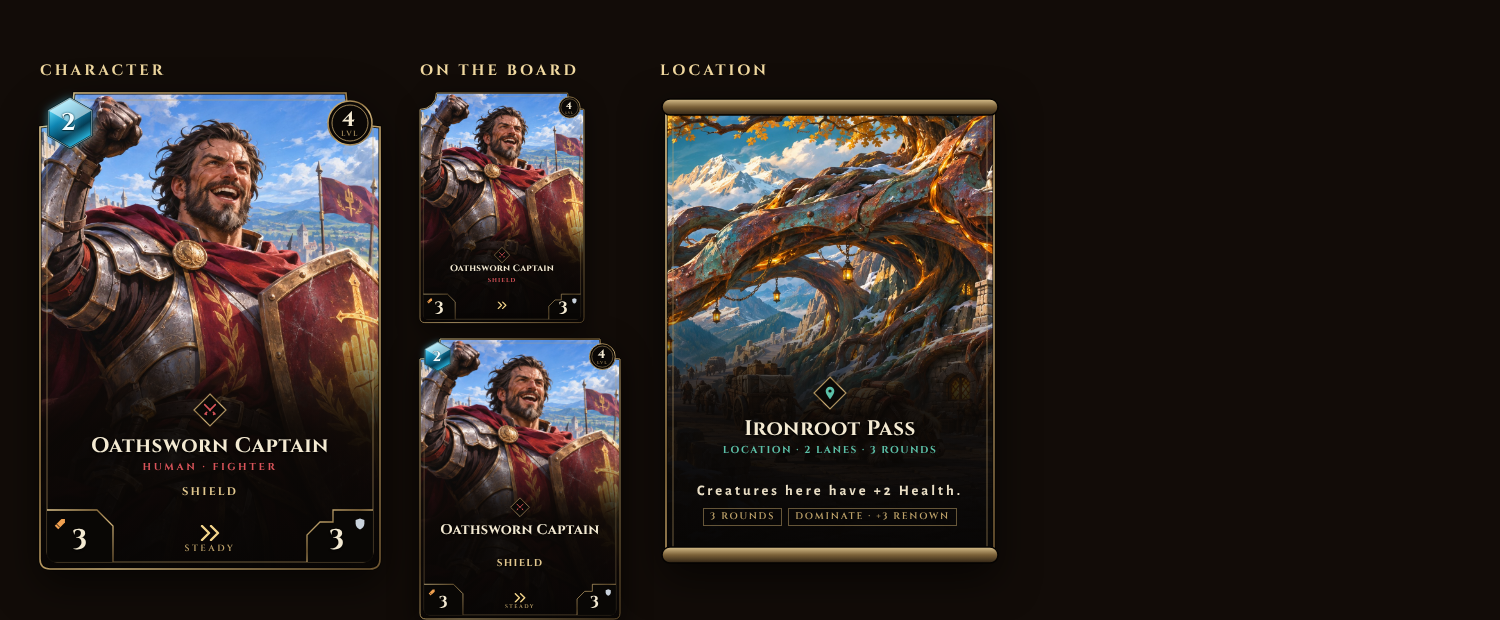 CHARACTER
2
4
LVL
OATHSWORN CAPTAIN
HUMAN · FIGHTER
SHIELD
3
STEADY
3
ON THE BOARD
4
OATHSWORN CAPTAIN
SHIELD
3
3
2
4
OATHSWORN CAPTAIN
SHIELD
3
STEADY
3
LOCATION
IRONROOT PASS
LOCATION · 2 LANES · 3 ROUNDS
Creatures here have +2 Health.
3 ROUNDS
DOMINATE · +3 RENOWN